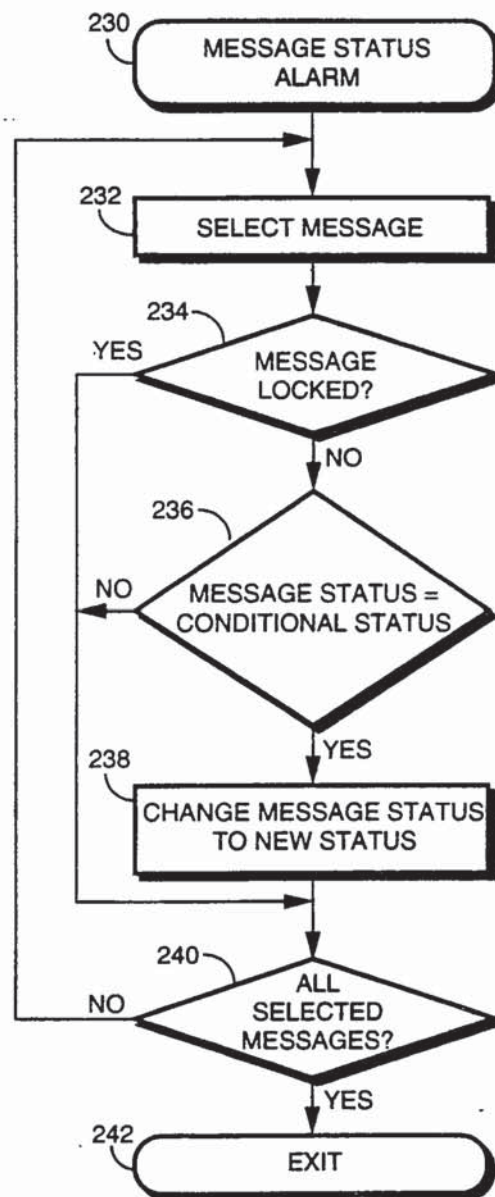 230
MESSAGE STATUS
ALARM
232
SELECT MESSAGE
234
YES
MESSAGE
LOCKED?
NO
236
NO
MESSAGE STATUS =
CONDITIONAL STATUS
YES
238
CHANGE MESSAGE STATUS
TO NEW STATUS
240
NO
ALL
SELECTED
MESSAGES?
YES
242
EXIT